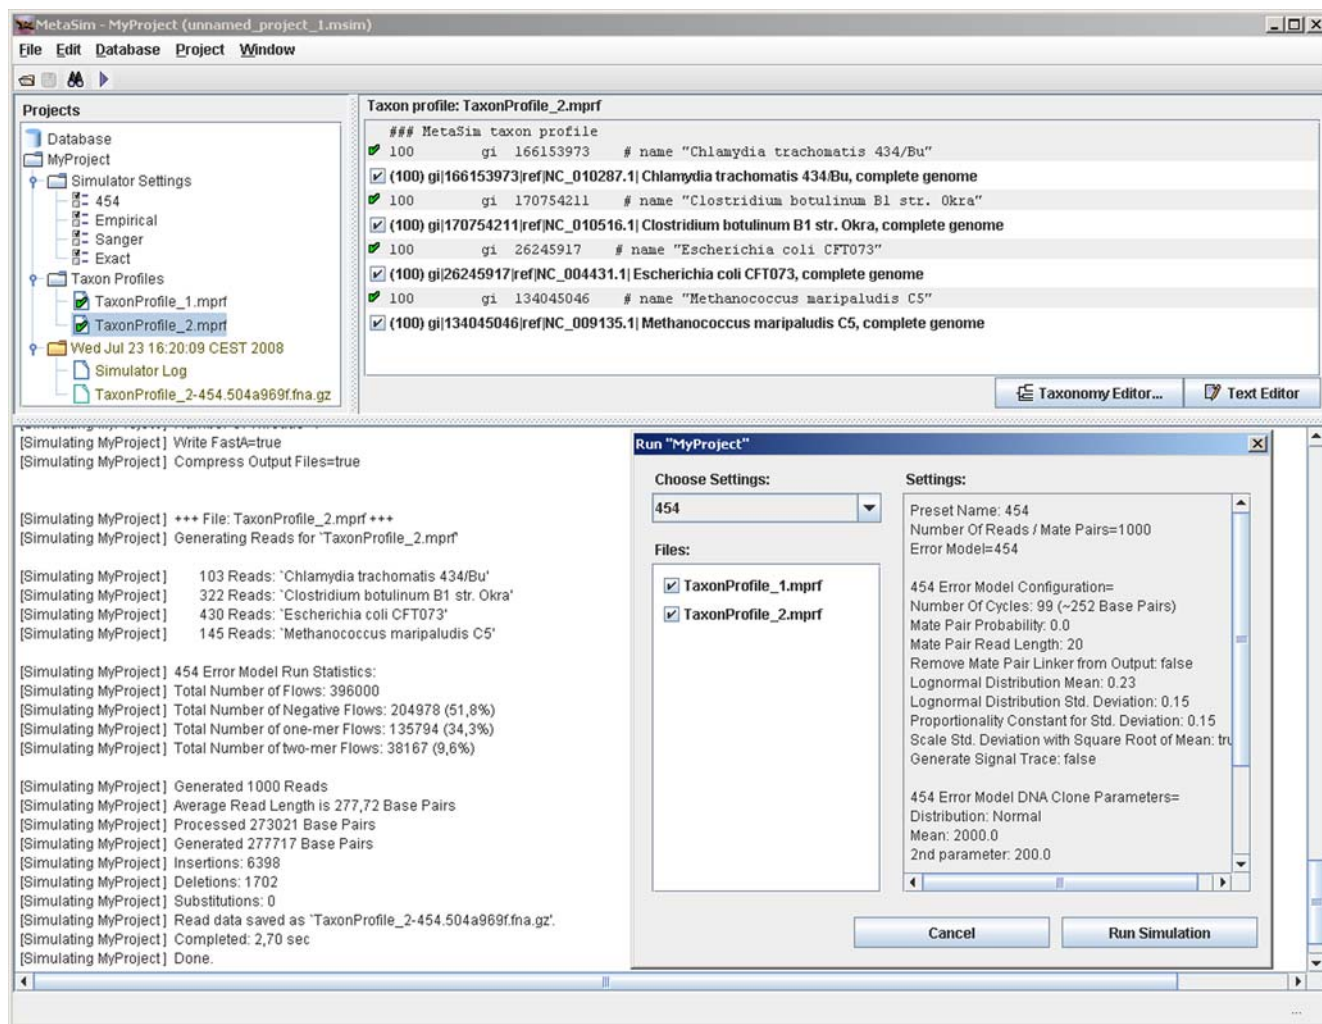 MetaSim - MyProject (unnamed_project_1.msim)
File Edit Database Project Window
Projects
Database
MyProject
Simulator Settings
454
Empirical
Sanger
Exact
Taxon Profiles
TaxonProfile_1.mprf
TaxonProfile_2.mprf
Wed Jul 23 16:20:09 CEST 2008
Simulator Log
TaxonProfile_2-454.504a969f.fna.gz
Taxon profile: TaxonProfile_2.mprf
### MetaSim taxon profile
100 gi 166153973 # name "Chlamydia trachomatis 434/Bu"
(100) gi|166153973|ref|NC_010287.1| Chlamydia trachomatis 434/Bu, complete genome
100 gi 170754211 # name "Clostridium botulinum B1 str. Okra"
(100) gi|170754211|ref|NC_010516.1| Clostridium botulinum B1 str. Okra, complete genome
100 gi 26245917 # name "Escherichia coli CFT073"
(100) gi|26245917|ref|NC_004431.1| Escherichia coli CFT073, complete genome
100 gi 134045046 # name "Methanococcus maripaludis C5"
(100) gi|134045046|ref|NC_009135.1| Methanococcus maripaludis C5, complete genome
Taxonomy Editor... Text Editor
[Simulating MyProject] Write FastA=true
[Simulating MyProject] Compress Output Files=true
[Simulating MyProject] +++ File: TaxonProfile_2.mprf +++
[Simulating MyProject] Generating Reads for `TaxonProfile_2.mprf'
[Simulating MyProject] 103 Reads: `Chlamydia trachomatis 434/Bu'
[Simulating MyProject] 322 Reads: `Clostridium botulinum B1 str. Okra'
[Simulating MyProject] 430 Reads: `Escherichia coli CFT073'
[Simulating MyProject] 145 Reads: `Methanococcus maripaludis C5'
[Simulating MyProject] 454 Error Model Run Statistics:
[Simulating MyProject] Total Number of Flows: 396000
[Simulating MyProject] Total Number of Negative Flows: 204978 (51,8%)
[Simulating MyProject] Total Number of one-mer Flows: 135794 (34,3%)
[Simulating MyProject] Total Number of two-mer Flows: 38167 (9,6%)
[Simulating MyProject] Generated 1000 Reads
[Simulating MyProject] Average Read Length is 277,72 Base Pairs
[Simulating MyProject] Processed 273021 Base Pairs
[Simulating MyProject] Generated 277717 Base Pairs
[Simulating MyProject] Insertions: 6398
[Simulating MyProject] Deletions: 1702
[Simulating MyProject] Substitutions: 0
[Simulating MyProject] Read data saved as `TaxonProfile_2-454.504a969f.fna.gz'.
[Simulating MyProject] Completed: 2,70 sec
[Simulating MyProject] Done.
Run "MyProject"
Choose Settings:
454
Files:
TaxonProfile_1.mprf
TaxonProfile_2.mprf
Settings:
Preset Name: 454
Number Of Reads / Mate Pairs=1000
Error Model=454
454 Error Model Configuration=
Number Of Cycles: 99 (~252 Base Pairs)
Mate Pair Probability: 0.0
Mate Pair Read Length: 20
Remove Mate Pair Linker from Output: false
Lognormal Distribution Mean: 0.23
Lognormal Distribution Std. Deviation: 0.15
Proportionality Constant for Std. Deviation: 0.15
Scale Std. Deviation with Square Root of Mean: tru
Generate Signal Trace: false
454 Error Model DNA Clone Parameters=
Distribution: Normal
Mean: 2000.0
2nd parameter: 200.0
Cancel Run Simulation